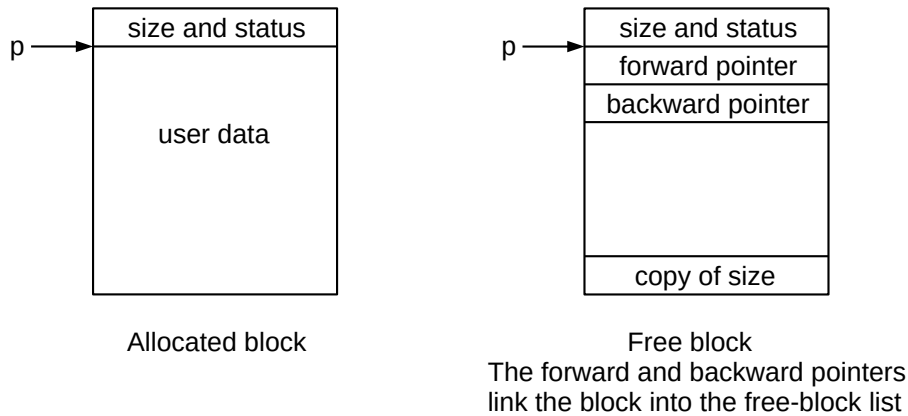 size and status
p
user data
Allocated block
size and status
p
forward pointer
backward pointer
copy of size
Free block
The forward and backward pointers
link the block into the free-block list